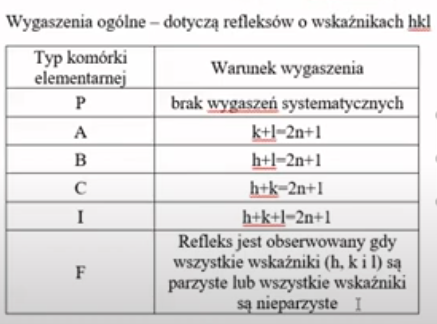 Wygaszenia ogólne – dotyczą refleksów o wskaźnikach hkl
Typ komórki elementarnej
Warunek wygaszenia
P
brak wygaszeń systematycznych
A
k+l=2n+1
B
h+l=2n+1
C
h+k=2n+1
I
h+k+l=2n+1
F
Refleks jest obserwowany gdy
wszystkie wskaźniki (h, k i l) są
parzyste lub wszystkie wskaźniki
są nieparzyste